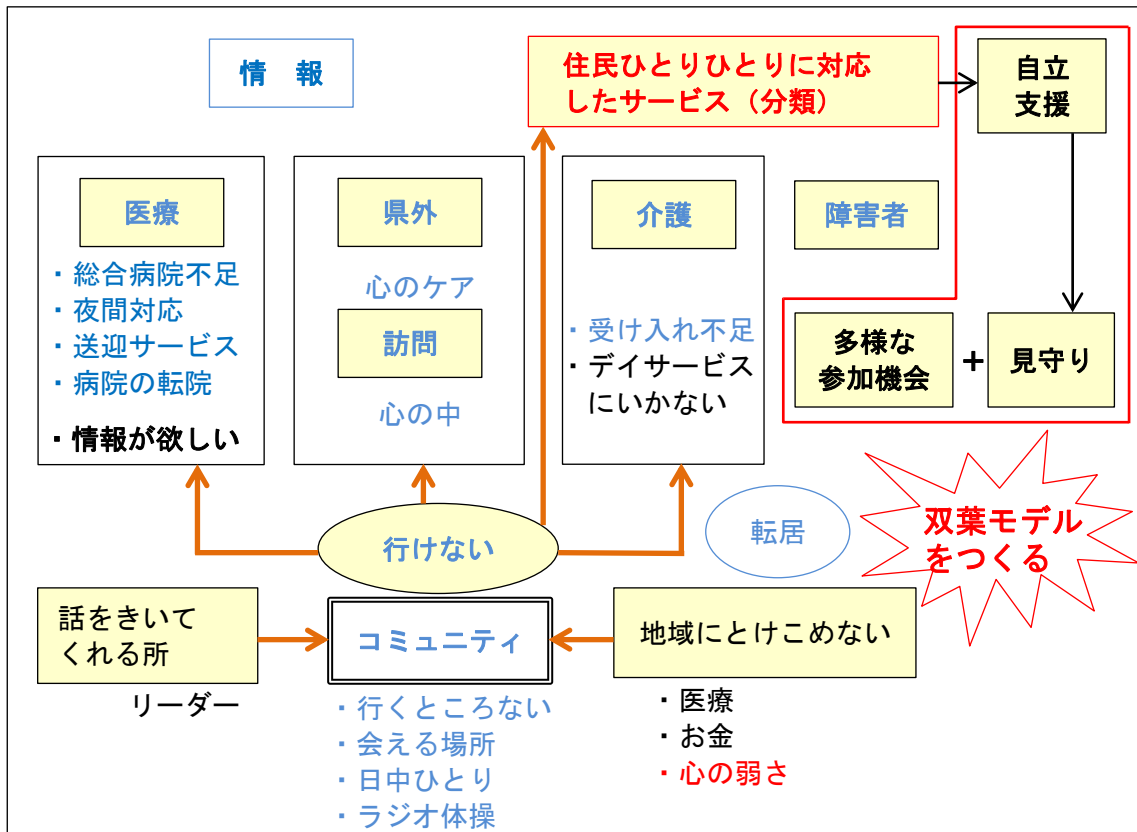 情　報
住民ひとりひとりに対応
したサービス（分類）
自立
支援
医療
・総合病院不足
・夜間対応
・送迎サービス
・病院の転院
・情報が欲しい
県外
心のケア
訪問
心の中
介護
・受け入れ不足
・デイサービス
にいかない
障害者
多様な
参加機会
+
見守り
行けない
転居
双葉モデル
をつくる
話をきいて
くれる所
リーダー
コミュニティ
・行くところない
・会える場所
・日中ひとり
・ラジオ体操
地域にとけこめない
・医療
・お金
・心の弱さ